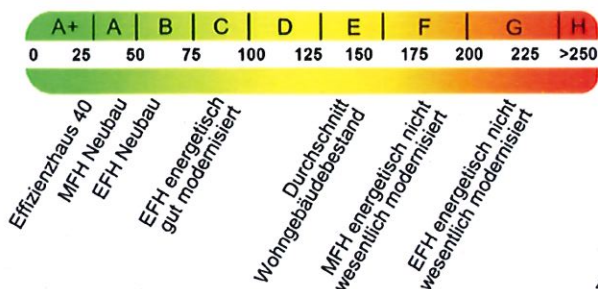 A+ A B C D E F G H
0 25 50 75 100 125 150 175 200 225 >250
Effizienzhaus 40
MFH Neubau
EFH Neubau
EFH energetisch
gut modernisiert
Durchschnitt
Wohngebäudebestand
MFH energetisch nicht
wesentlich modernisiert
EFH energetisch nicht
wesentlich modernisiert